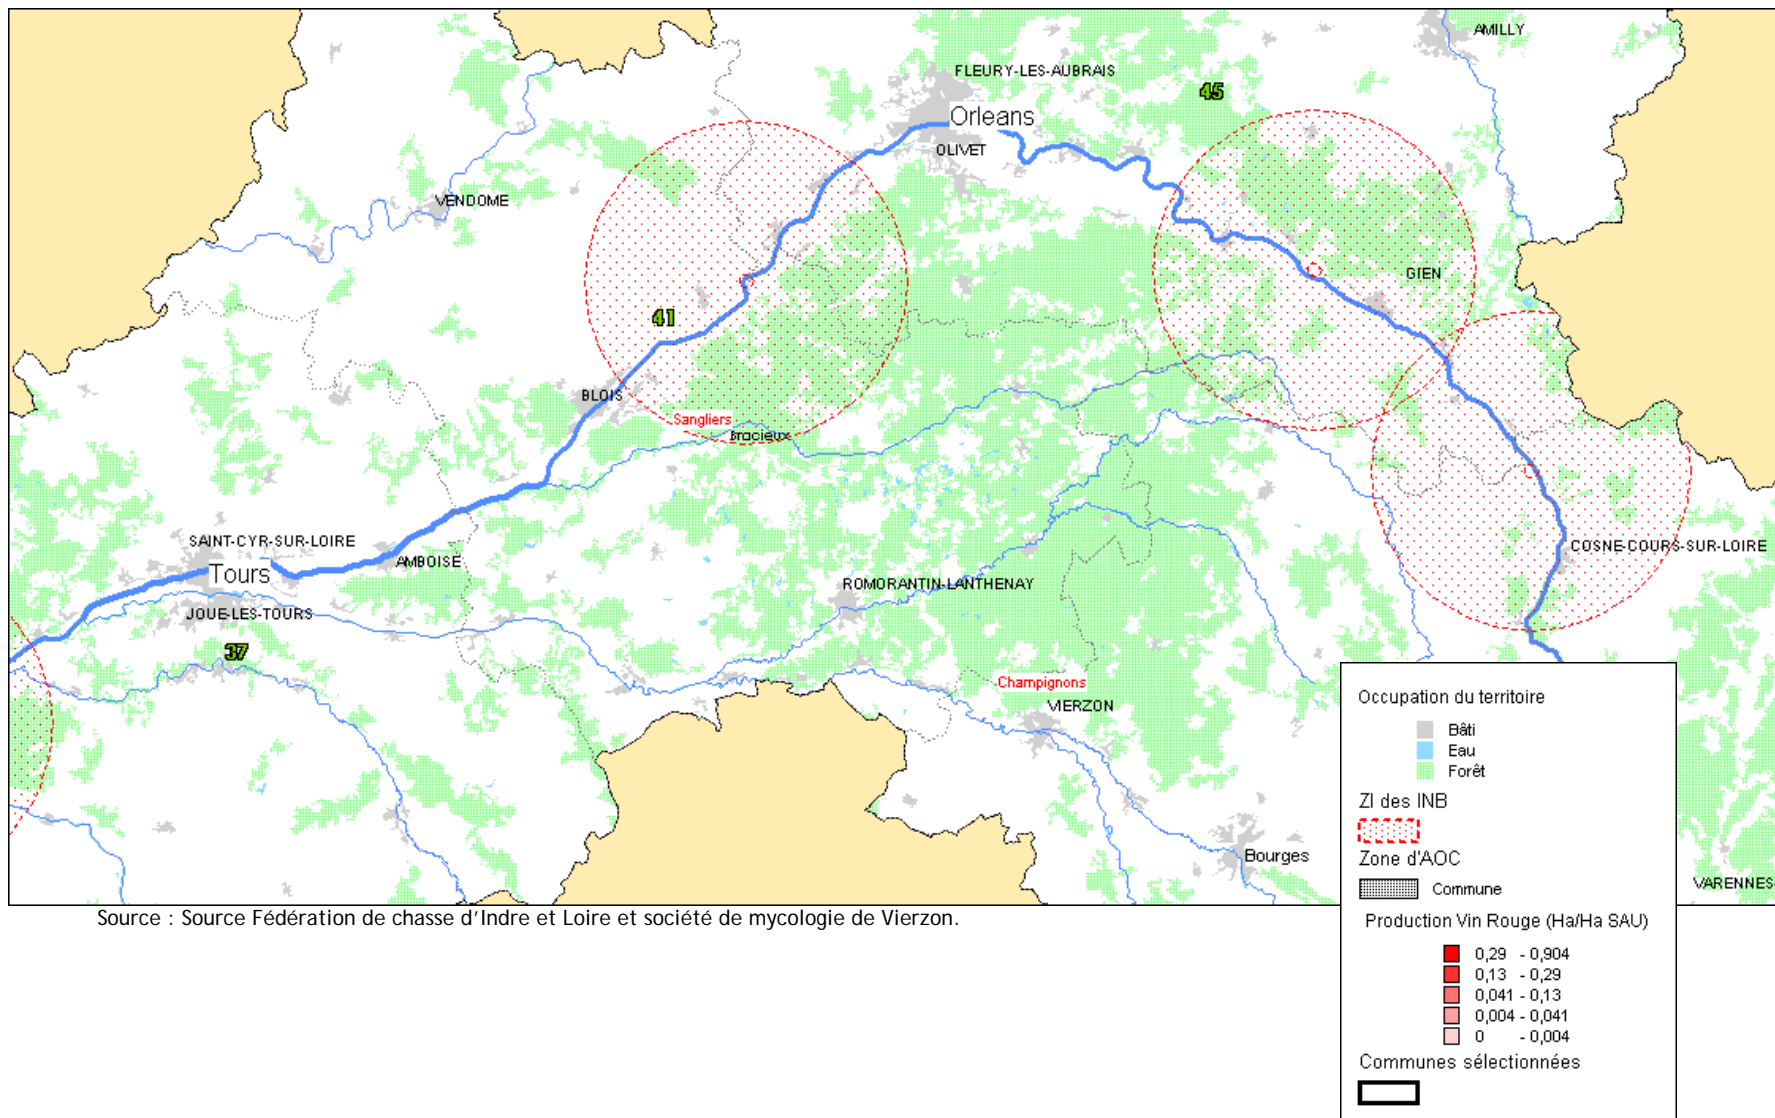 AMILLY
FLEURY-LES-AUBRAIS
45
Orleans
OLIVET
VENDOME
GIEN
41
BLOIS
Sangliers
Bracieux
SAINT-CYR-SUR-LOIRE
AMBOISE
Tours
COSNE-COURS-SUR-LOIRE
ROMORANTIN-LANTHENAY
JOUE-LES-TOURS
37
Champignons
VIERZON
Bourges
VARENNES-
Occupation du territoire
Bâti
Eau
Forêt
ZI des INB
Zone d'AOC
Commune
Production Vin Rouge (Ha/Ha SAU)
0,29 - 0,904
0,13 - 0,29
0,041 - 0,13
0,004 - 0,041
0 - 0,004
Communes sélectionnées
Source : Source Fédération de chasse d'Indre et Loire et société de mycologie de Vierzon.